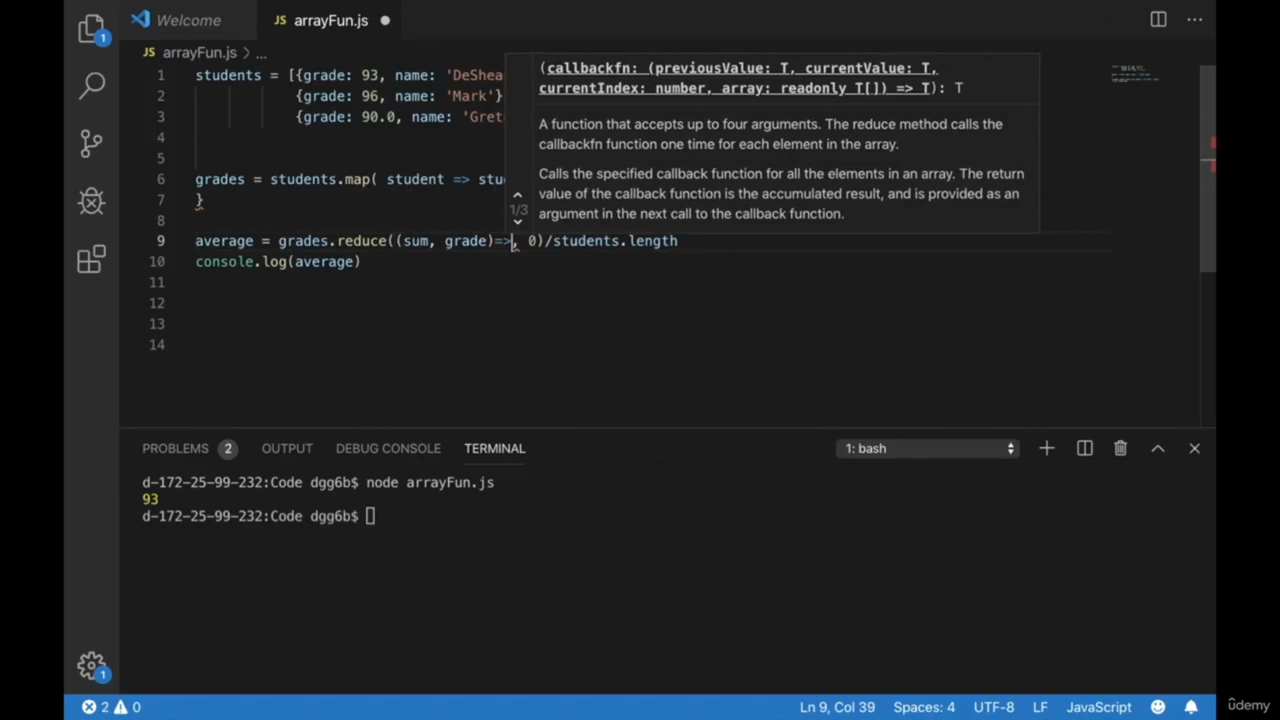 Welcome
JS arrayFun.js
JS arrayFun.js > ...
1 students = [{grade: 93, name: 'DeShea
2 {grade: 96, name: 'Mark'}
3 {grade: 90.0, name: 'Gret
4
5
6 grades = students.map( student => stu
7 }
8
9 average = grades.reduce((sum, grade)=>, 0)/students.length
10 console.log(average)
11
12
13
14
(callbackfn: (previousValue: T, currentValue: T,
currentIndex: number, array: readonly T[]) => T): T
A function that accepts up to four arguments. The reduce method calls the
callbackfn function one time for each element in the array.
Calls the specified callback function for all the elements in an array. The return
value of the callback function is the accumulated result, and is provided as an
argument in the next call to the callback function.
1/3
1
PROBLEMS 2 OUTPUT DEBUG CONSOLE TERMINAL 1: bash
d-172-25-99-232:Code dgg6b$ node arrayFun.js
93
d-172-25-99-232:Code dgg6b$
1
2 0 Ln 9, Col 39 Spaces: 4 UTF-8 LF JavaScript
ûdemy